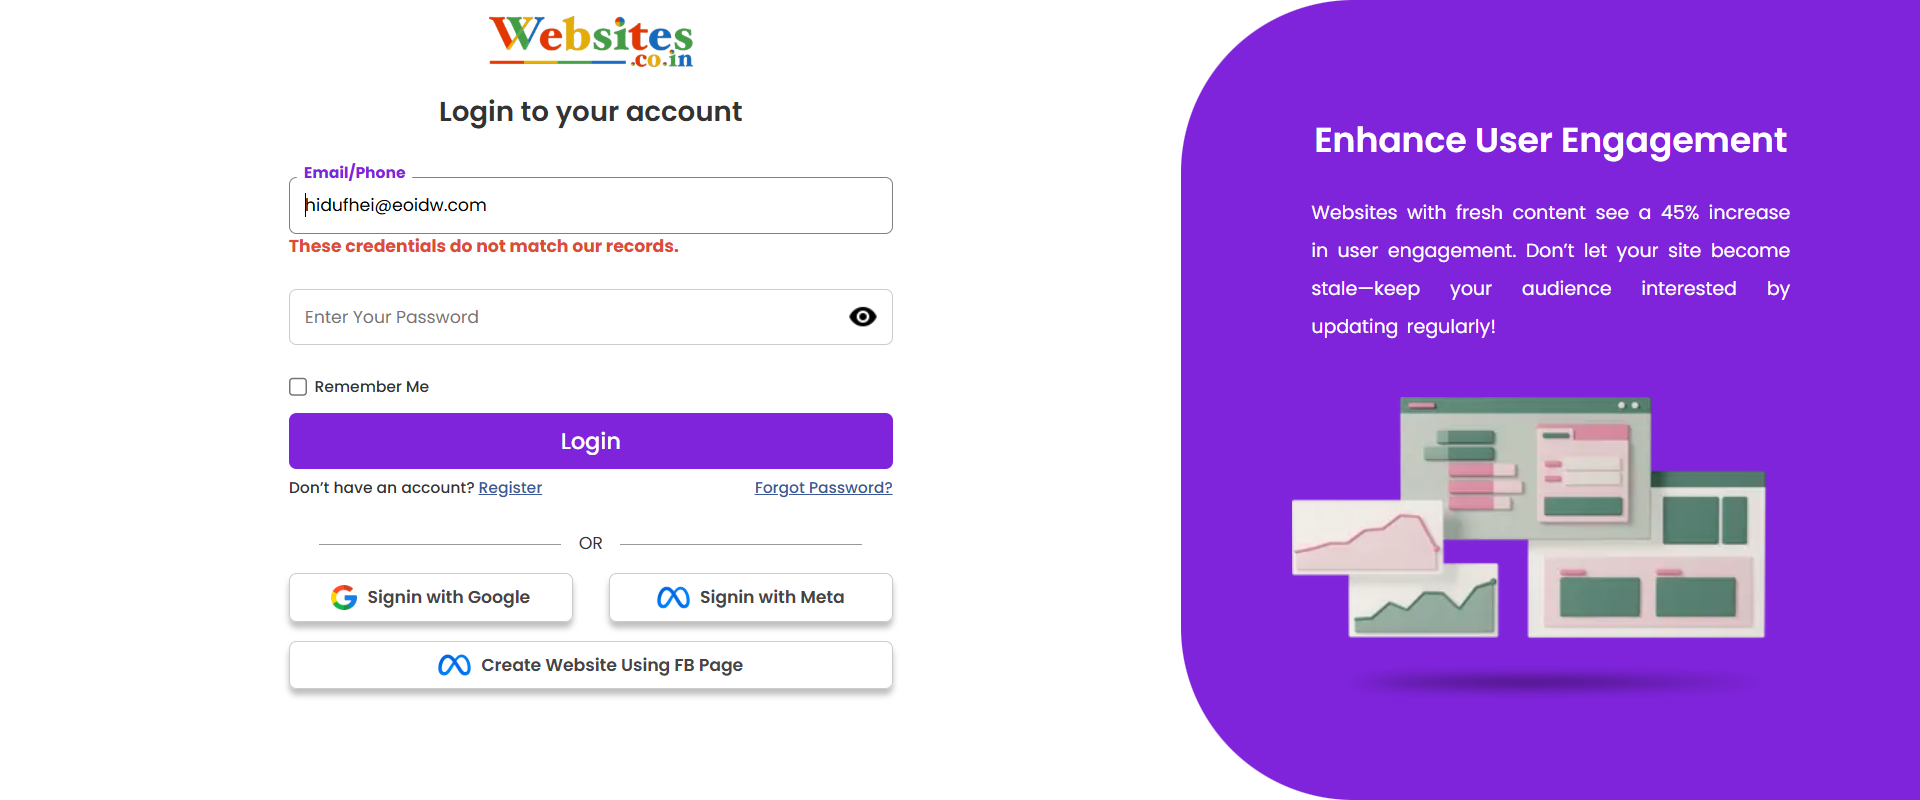 Websites
.co.in
Login to your account
Email/Phone
hidufhei@eoidw.com
These credentials do not match our records.
Enter Your Password
Remember Me
Login
Don’t have an account? Register
Forgot Password?
OR
Signin with Google
Signin with Meta
Create Website Using FB Page
Enhance User Engagement
Websites with fresh content see a 45% increase
in user engagement. Don’t let your site become
stale—keep your audience interested by
updating regularly!